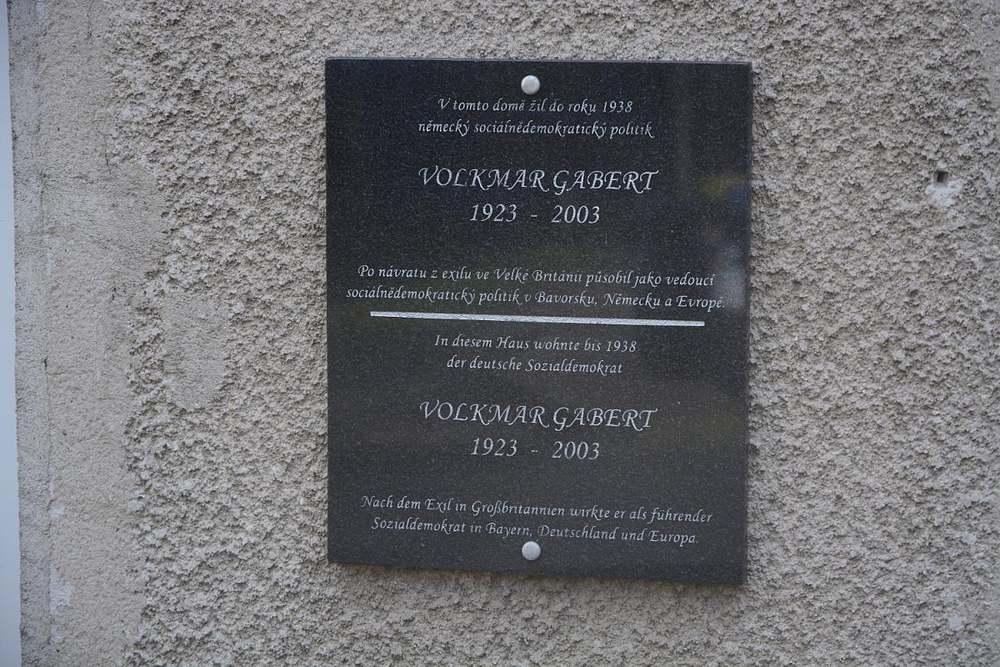 V tomto domě žil do roku 1938
německý sociálnědemokratický politik
VOLKMAR GABERT
1923 - 2003
Po návratu z exilu ve Velké Británii působil jako vedoucí
sociálnědemokratický politik v Bavorsku, Německu a Evropě.
In diesem Haus wohnte bis 1938
der deutsche Sozialdemokrat
VOLKMAR GABERT
1923 - 2003
Nach dem Exil in Großbritannien wirkte er als führender
Sozialdemokrat in Bayern, Deutschland und Europa.